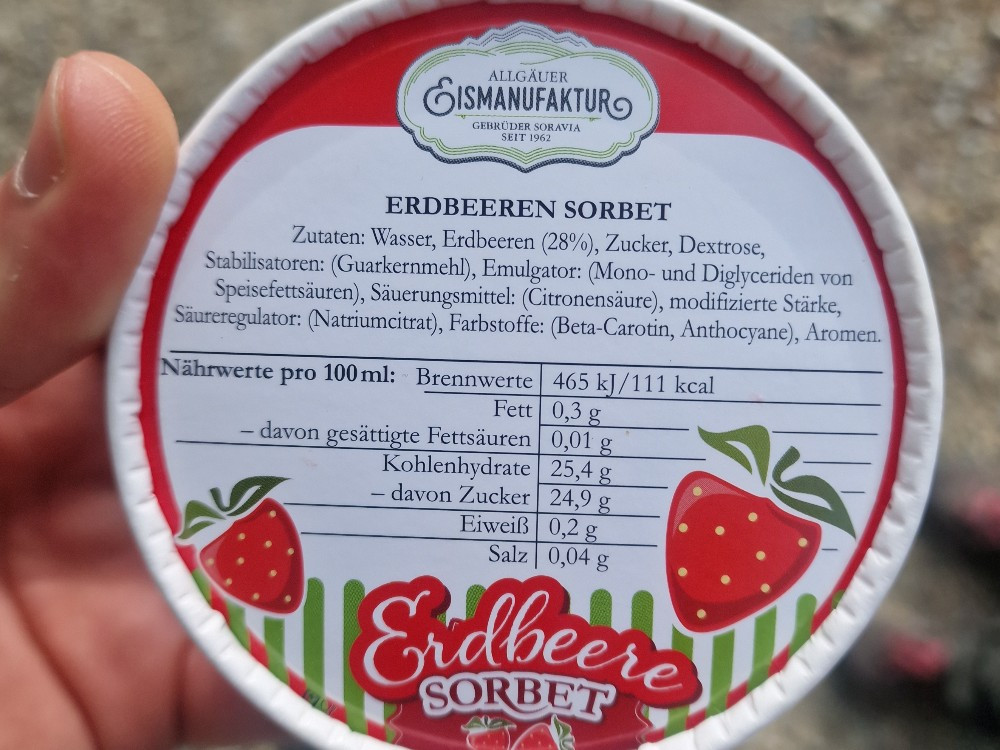 ALLGÄUER
EISMANUFAKTUR
GEBRÜDER SORAVIA
SEIT 1962
ERDBEEREN SORBET
Zutaten: Wasser, Erdbeeren (28%), Zucker, Dextrose,
Stabilisatoren: (Guarkernmehl), Emulgator: (Mono- und Diglyceriden von
Speisefettsäuren), Säuerungsmittel: (Citronensäure), modifizierte Stärke,
Säureregulator: (Natriumcitrat), Farbstoffe: (Beta-Carotin, Anthocyane), Aromen.
Nährwerte pro 100 ml: Brennwerte 465 kJ/111 kcal
Fett 0,3 g
– davon gesättigte Fettsäuren 0,01 g
Kohlenhydrate 25,4 g
– davon Zucker 24,9 g
Eiweiß 0,2 g
Salz 0,04 g
Erdbeere
SORBET